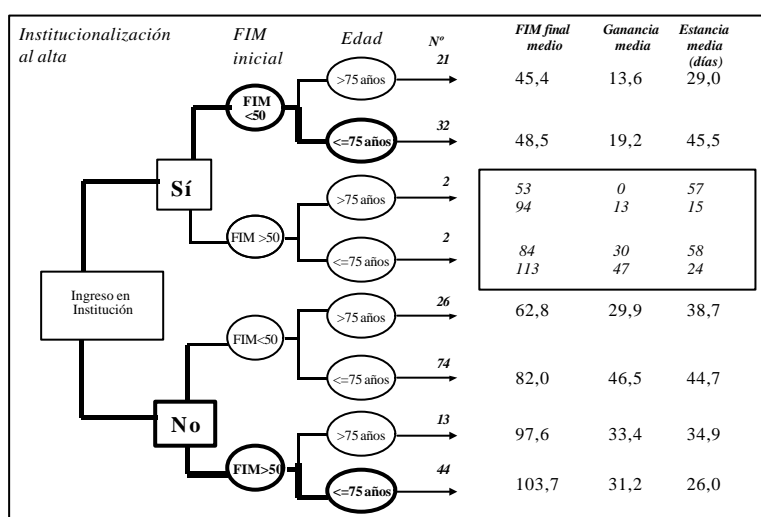 Institucionalización
al alta
FIM
inicial
Edad
Nº
FIM final
medio
Ganancia
media
Estancia
media
(días)
21
>75 años
45,4 13,6 29,0
FIM
<50
32
<=75 años
48,5 19,2 45,5
Sí
2
>75 años
53 0 57
94 13 15
FIM >50
2
<=75 años
84 30 58
113 47 24
Ingreso en
Institución
26
>75 años
62,8 29,9 38,7
FIM<50
74
<=75 años
82,0 46,5 44,7
No
13
>75 años
97,6 33,4 34,9
FIM>50
44
<=75 años
103,7 31,2 26,0